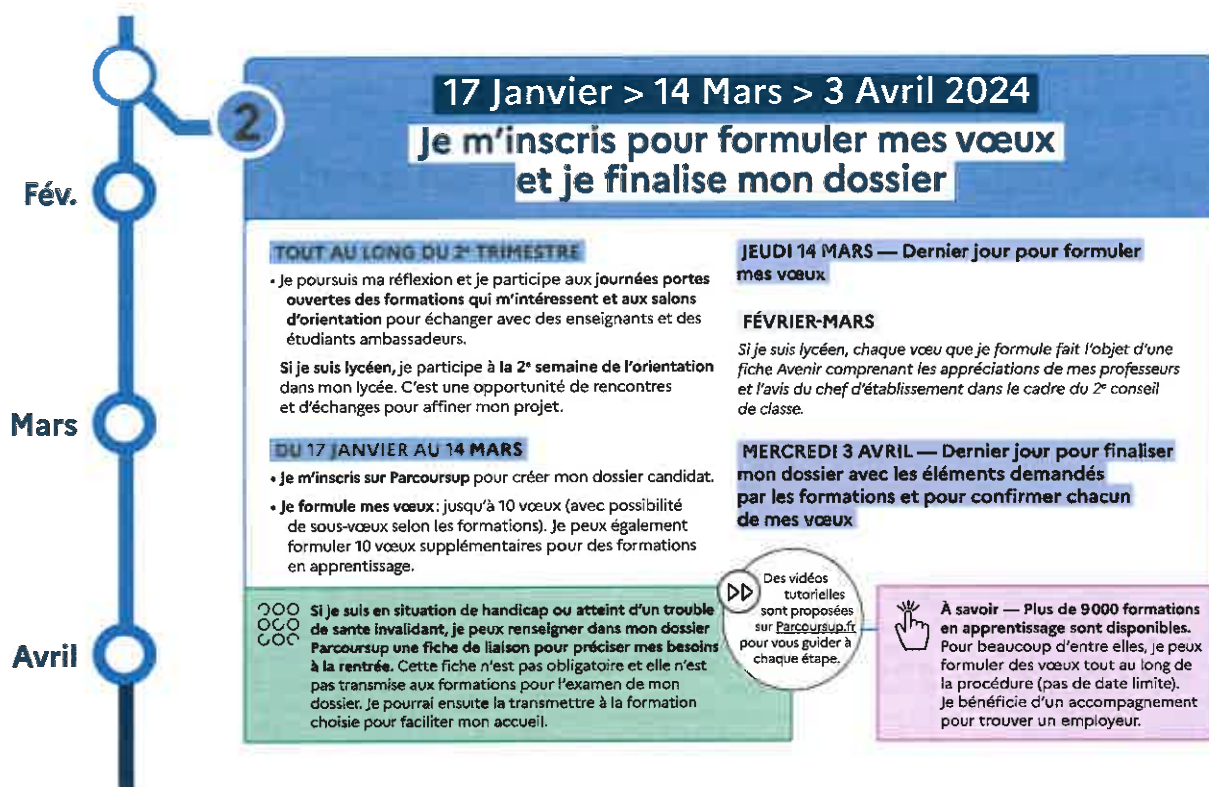 2
17 Janvier > 14 Mars > 3 Avril 2024
Je m'inscris pour formuler mes vœux
et je finalise mon dossier
Fév.
Mars
Avril
TOUT AU LONG DU 2e TRIMESTRE
• Je poursuis ma réflexion et je participe aux journées portes
ouvertes des formations qui m'intéressent et aux salons
d'orientation pour échanger avec des enseignants et des
étudiants ambassadeurs.
Si je suis lycéen, je participe à la 2e semaine de l'orientation
dans mon lycée. C'est une opportunité de rencontres
et d'échanges pour affiner mon projet.
DU 17 JANVIER AU 14 MARS
• Je m'inscris sur Parcoursup pour créer mon dossier candidat.
• Je formule mes vœux : jusqu'à 10 vœux (avec possibilité
de sous-vœux selon les formations). Je peux également
formuler 10 vœux supplémentaires pour des formations
en apprentissage.
JEUDI 14 MARS — Dernier jour pour formuler
mes vœux
FÉVRIER-MARS
Si je suis lycéen, chaque vœu que je formule fait l'objet d'une
fiche Avenir comprenant les appréciations de mes professeurs
et l'avis du chef d'établissement dans le cadre du 2e conseil
de classe.
MERCREDI 3 AVRIL — Dernier jour pour finaliser
mon dossier avec les éléments demandés
par les formations et pour confirmer chacun
de mes vœux
Si je suis en situation de handicap ou atteint d'un trouble
de sante invalidant, je peux renseigner dans mon dossier
Parcoursup une fiche de liaison pour préciser mes besoins
à la rentrée. Cette fiche n'est pas obligatoire et elle n'est
pas transmise aux formations pour l'examen de mon
dossier. Je pourrai ensuite la transmettre à la formation
choisie pour faciliter mon accueil.
Des vidéos
tutorielles
sont proposées
sur Parcoursup.fr
pour vous guider à
chaque étape.
À savoir — Plus de 9000 formations
en apprentissage sont disponibles.
Pour beaucoup d'entre elles, je peux
formuler des vœux tout au long de
la procédure (pas de date limite).
Je bénéficie d'un accompagnement
pour trouver un employeur.